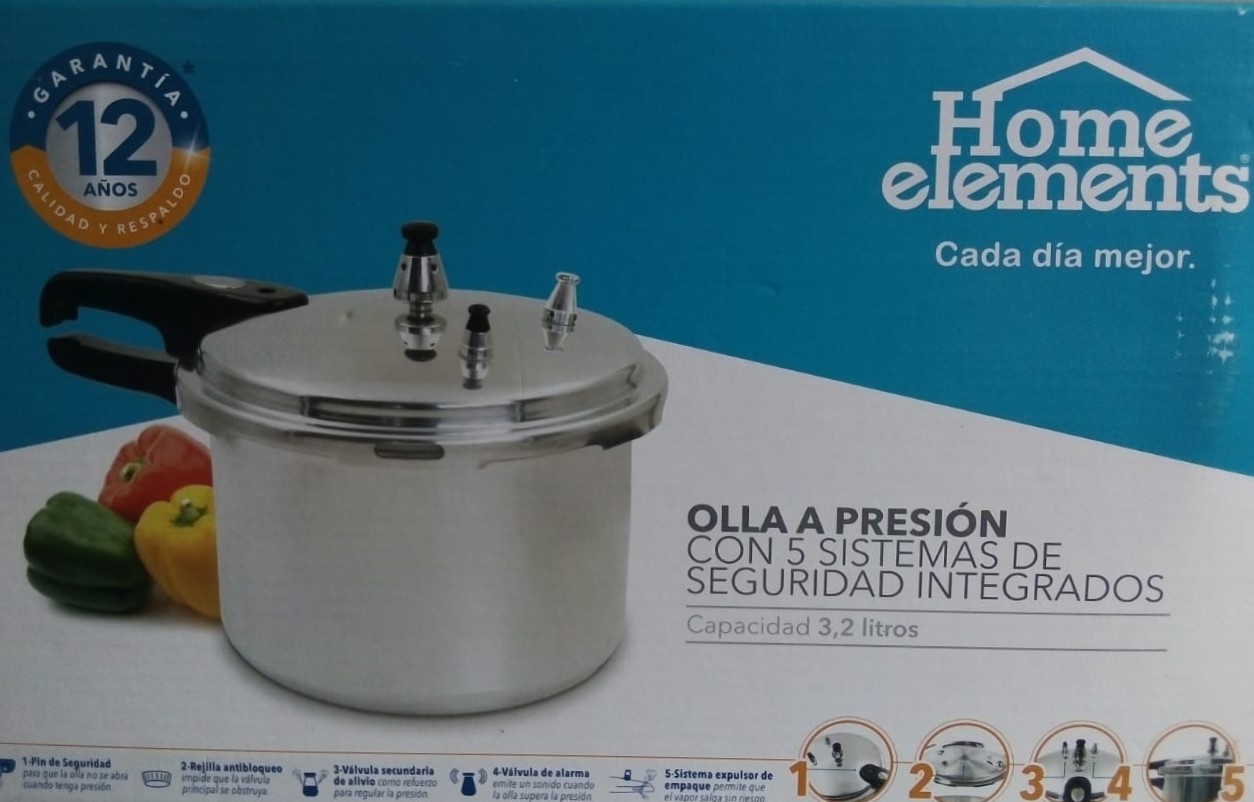 GARANTÍA*
12
AÑOS
CALIDAD Y RESPALDO
Home
elements®
Cada día mejor.
OLLA A PRESIÓN
CON 5 SISTEMAS DE
SEGURIDAD INTEGRADOS
Capacidad 3,2 litros
1-Pin de Seguridad
para que la olla no se abra
cuando tenga presión.
2-Rejilla antibloqueo
impide que la válvula
principal se obstruya.
3-Válvula secundaria
de alivio como refuerzo
para regular la presión.
4-Válvula de alarma
emite un sonido cuando
la olla supera la presión.
5-Sistema expulsor de
empaque permite que
el vapor salga sin riesgo
1 2 3 4 5